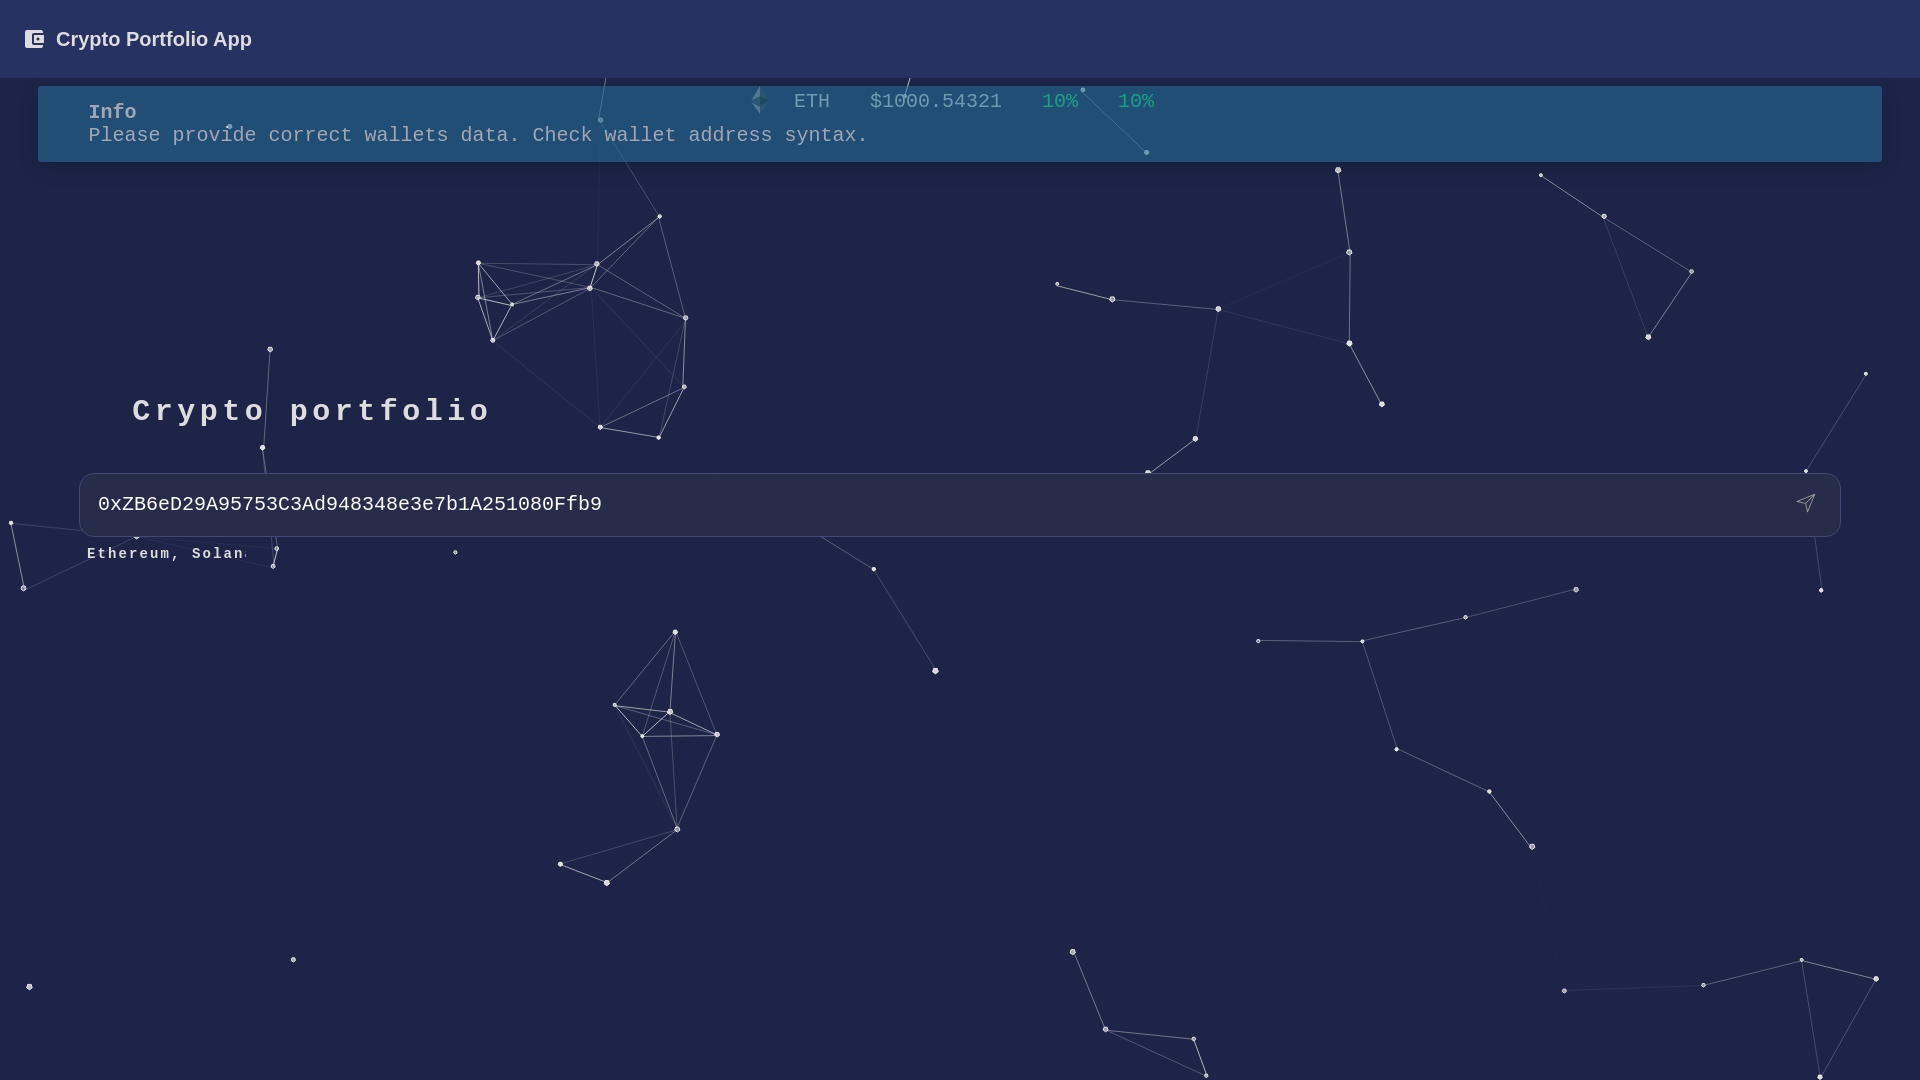 Crypto Portfolio App
ETH $1000.54321 10% 10%
Info
Please provide correct wallets data. Check wallet address syntax.
Crypto portfolio
0xZB6eD29A95753C3Ad948348e3e7b1A251080Ffb9
Ethereum, Solana